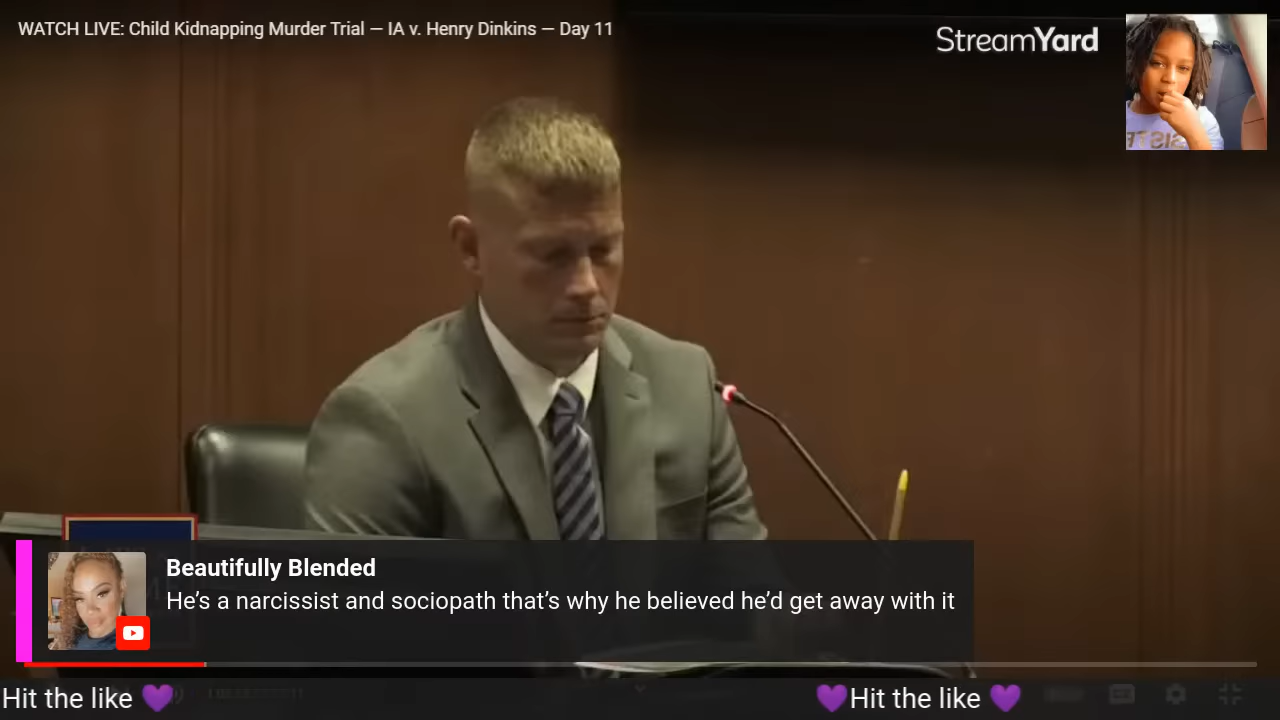 WATCH LIVE: Child Kidnapping Murder Trial — IA v. Henry Dinkins — Day 11
StreamYard
Beautifully Blended
He’s a narcissist and sociopath that’s why he believed he’d get away with it
Hit the like 💜
💜Hit the like 💜